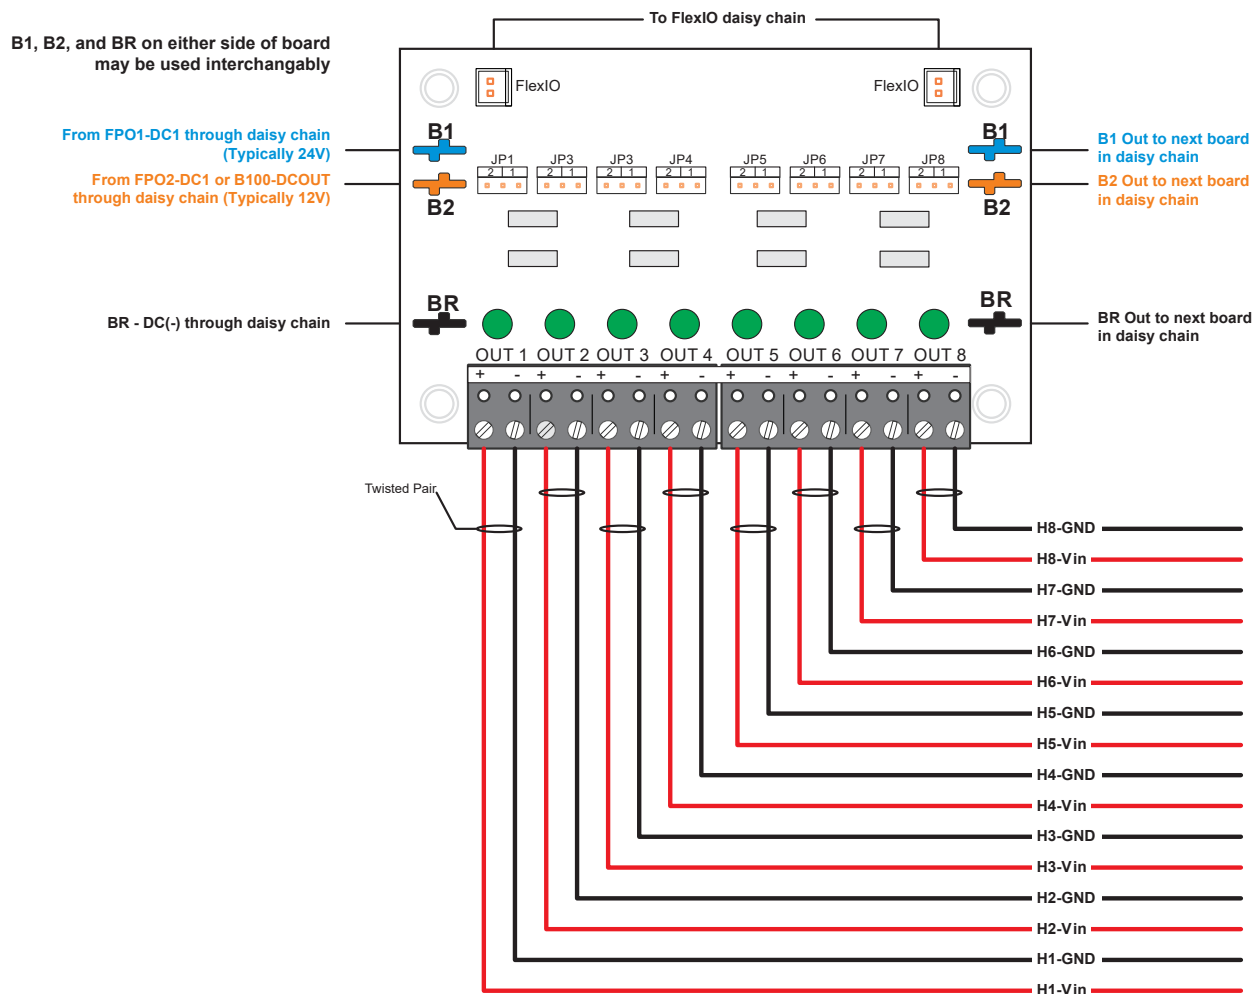 To FlexIO daisy chain
B1, B2, and BR on either side of board
may be used interchangably
FlexIO
FlexIO
From FPO1-DC1 through daisy chain
(Typically 24V)
B1
B1
B1 Out to next board
in daisy chain
JP1
JP3
JP3
JP4
JP5
JP6
JP7
JP8
2 1
2 1
2 1
2 1
2 1
2 1
2 1
2 1
From FPO2-DC1 or B100-DCOUT
through daisy chain (Typically 12V)
B2
B2
B2 Out to next board
in daisy chain
BR - DC(-) through daisy chain
BR
BR
BR Out to next board
in daisy chain
OUT 1
OUT 2
OUT 3
OUT 4
OUT 5
OUT 6
OUT 7
OUT 8
+ - + - + - + - + - + - + - + -
Twisted Pair
H8-GND
H8-Vin
H7-GND
H7-Vin
H6-GND
H6-Vin
H5-GND
H5-Vin
H4-GND
H4-Vin
H3-GND
H3-Vin
H2-GND
H2-Vin
H1-GND
H1-Vin